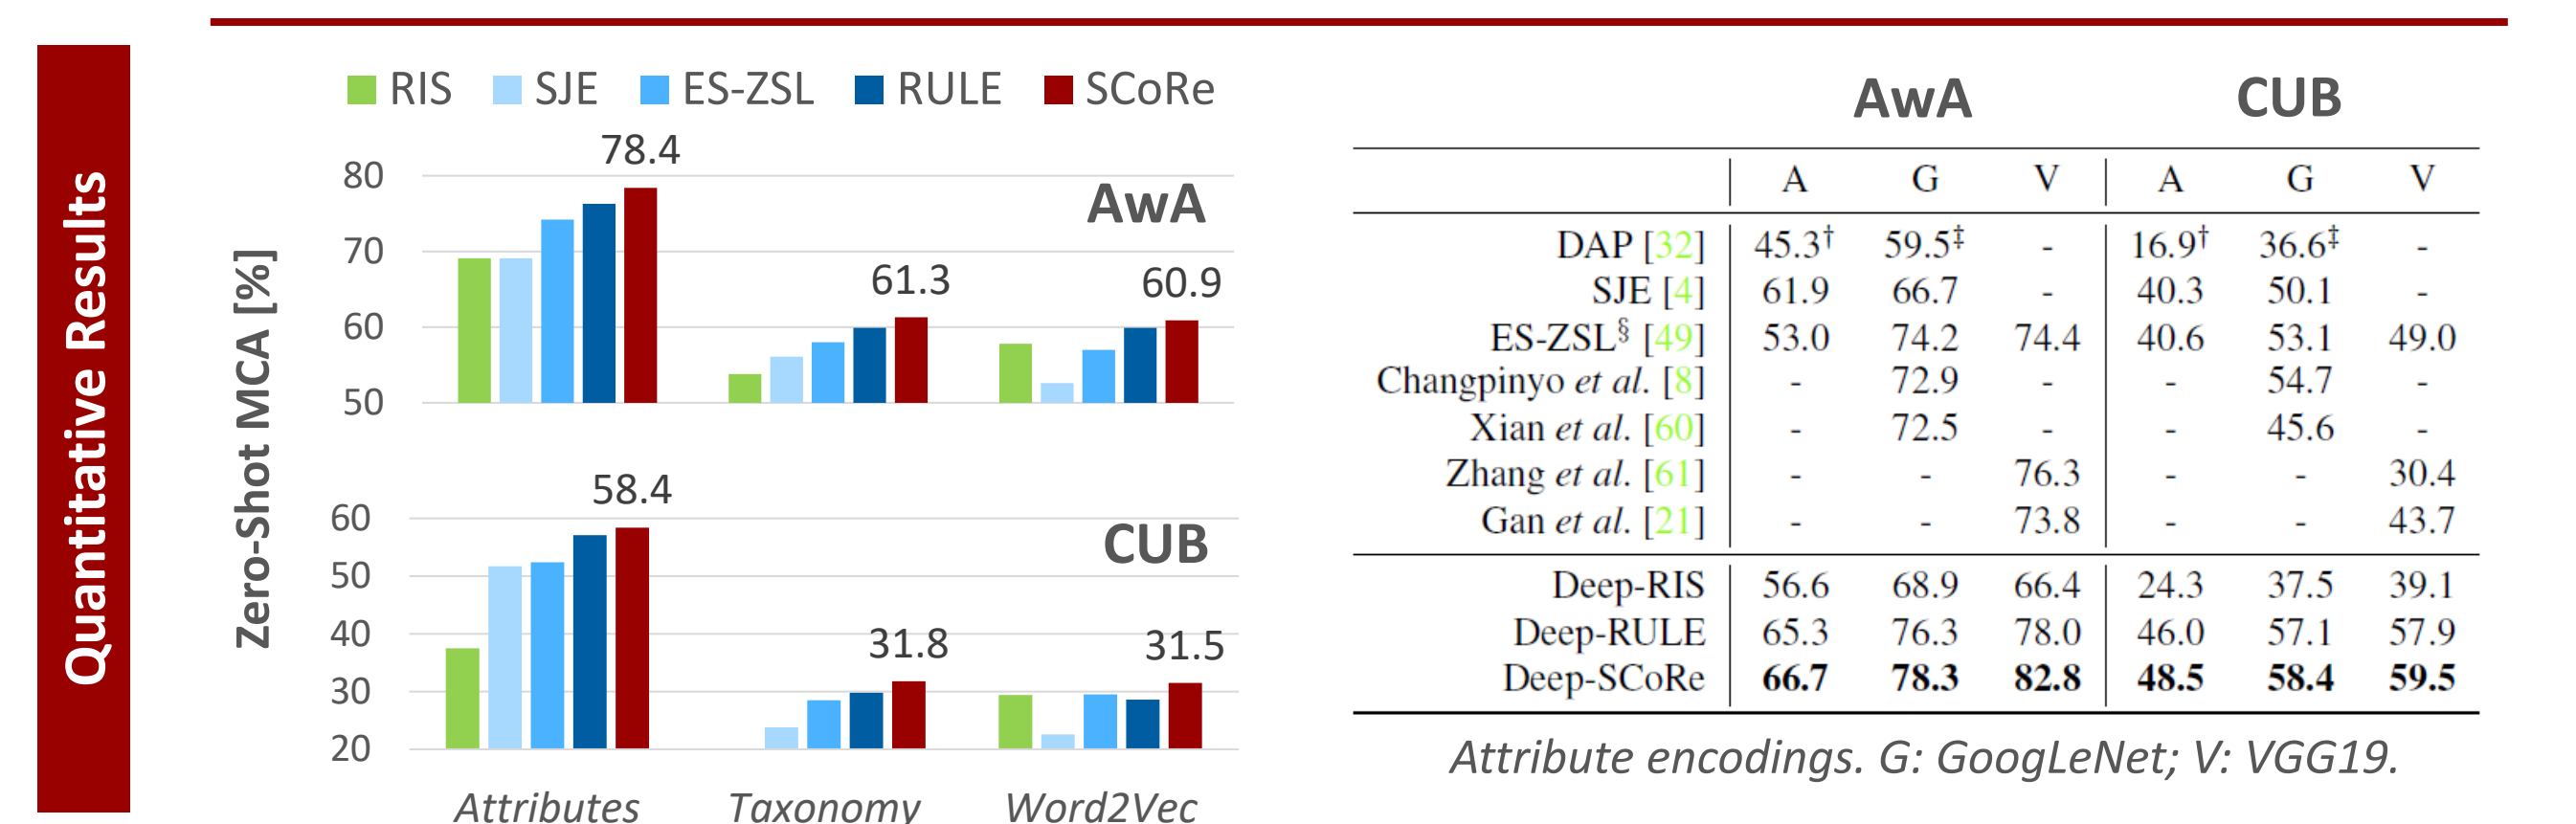 Quantitative Results
RIS SJE ES-ZSL RULE SCoRe
Zero-Shot MCA [%]
AwA
80
70
60
50
78.4
61.3
60.9
CUB
60
50
40
30
20
58.4
31.8
31.5
Attributes Taxonomy Word2Vec
AwA CUB
A G V A G V
DAP [32] 45.3† 59.5‡ - 16.9† 36.6‡ -
SJE [4] 61.9 66.7 - 40.3 50.1 -
ES-ZSL§ [49] 53.0 74.2 74.4 40.6 53.1 49.0
Changpinyo et al. [8] - 72.9 - - 54.7 -
Xian et al. [60] - 72.5 - - 45.6 -
Zhang et al. [61] - - 76.3 - - 30.4
Gan et al. [21] - - 73.8 - - 43.7
Deep-RIS 56.6 68.9 66.4 24.3 37.5 39.1
Deep-RULE 65.3 76.3 78.0 46.0 57.1 57.9
Deep-SCoRe 66.7 78.3 82.8 48.5 58.4 59.5
Attribute encodings. G: GoogLeNet; V: VGG19.